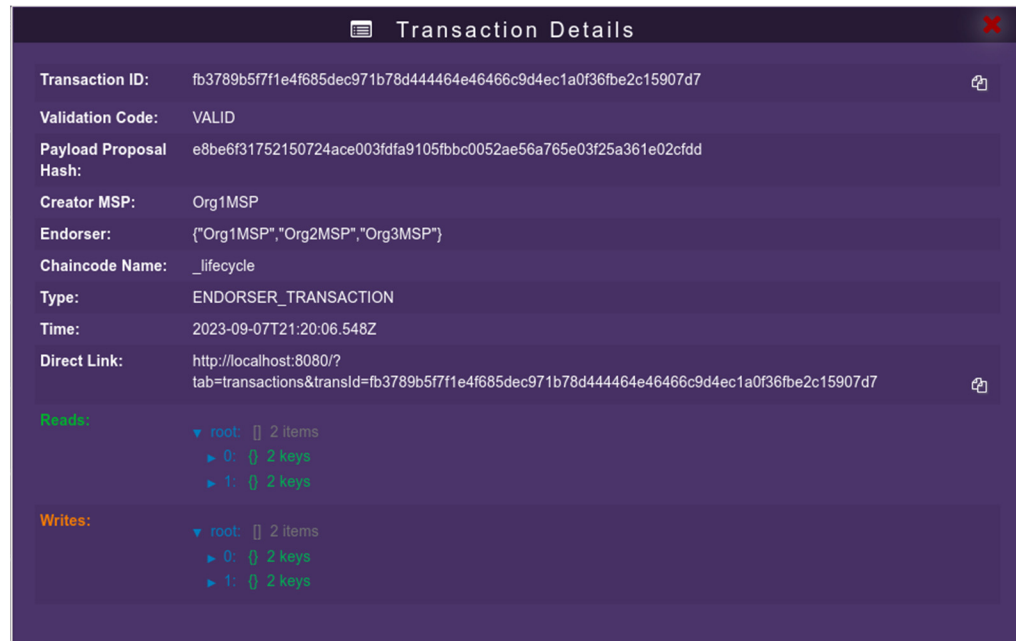 Transaction Details
Transaction ID: fb3789b5f7f1e4f685dec971b78d444464e46466c9d4ec1a0f36fbe2c15907d7
Validation Code: VALID
Payload Proposal Hash: e8be6f31752150724ace003fdfa9105fbbc0052ae56a765e03f25a361e02cfdd
Creator MSP: Org1MSP
Endorser: {"Org1MSP","Org2MSP","Org3MSP"}
Chaincode Name: _lifecycle
Type: ENDORSER_TRANSACTION
Time: 2023-09-07T21:20:06.548Z
Direct Link: http://localhost:8080/?
tab=transactions&transId=fb3789b5f7f1e4f685dec971b78d444464e46466c9d4ec1a0f36fbe2c15907d7
Reads:
▼ root: [] 2 items
► 0: {} 2 keys
► 1: {} 2 keys
Writes:
▼ root: [] 2 items
► 0: {} 2 keys
► 1: {} 2 keys